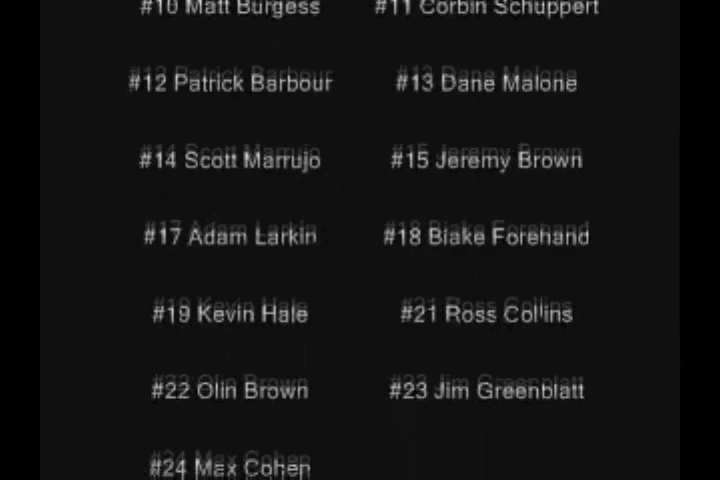 #10 Matt Burgess #11 Corbin Schuppert
#12 Patrick Barbour #13 Dane Malone
#14 Scott Marrujo #15 Jeremy Brown
#17 Adam Larkin #18 Blake Forehand
#19 Kevin Hale #21 Ross Collins
#22 Olin Brown #23 Jim Greenblatt
#24 Max Cohen